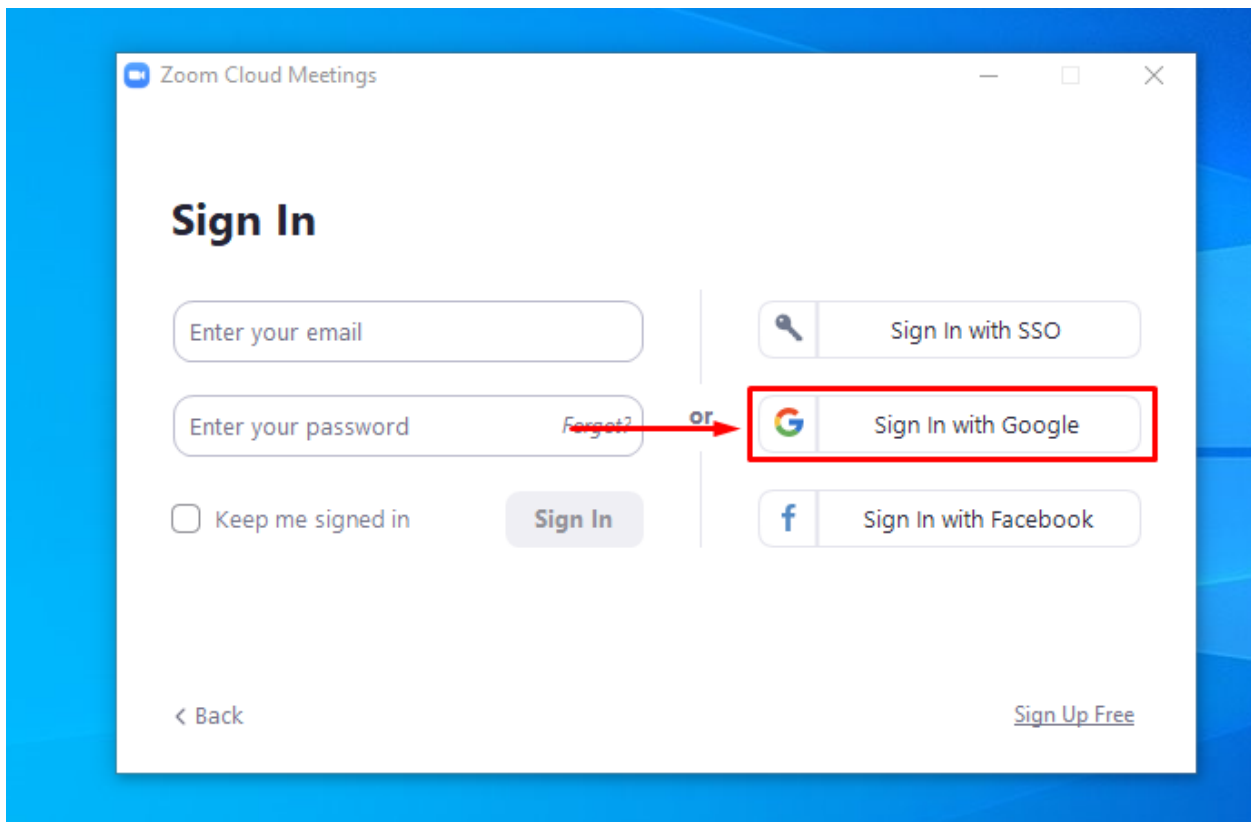 Zoom Cloud Meetings
Sign In
Enter your email
Enter your password Forgot?
Keep me signed in Sign In
or
Sign In with SSO
Sign In with Google
Sign In with Facebook
< Back
Sign Up Free